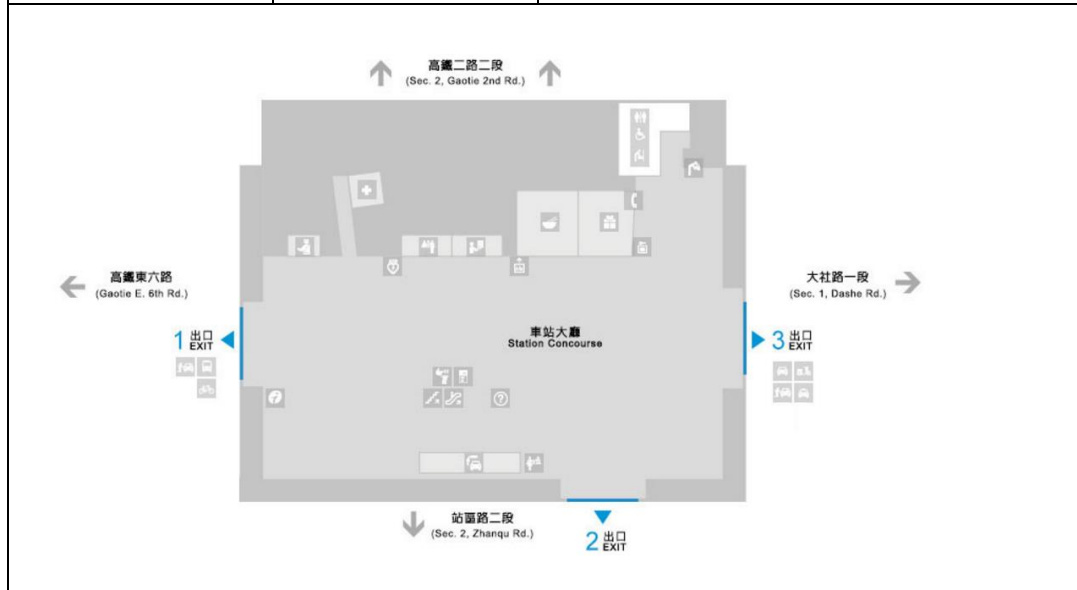 高鐵二路二段
(Sec. 2, Gaotie 2nd Rd.)
高鐵東六路
(Gaotie E. 6th Rd.)
大社路一段
(Sec. 1, Dashe Rd.)
1 出口
EXIT
車站大廳
Station Concourse
3 出口
EXIT
站區路二段
(Sec. 2, Zhanqu Rd.)
2 出口
EXIT